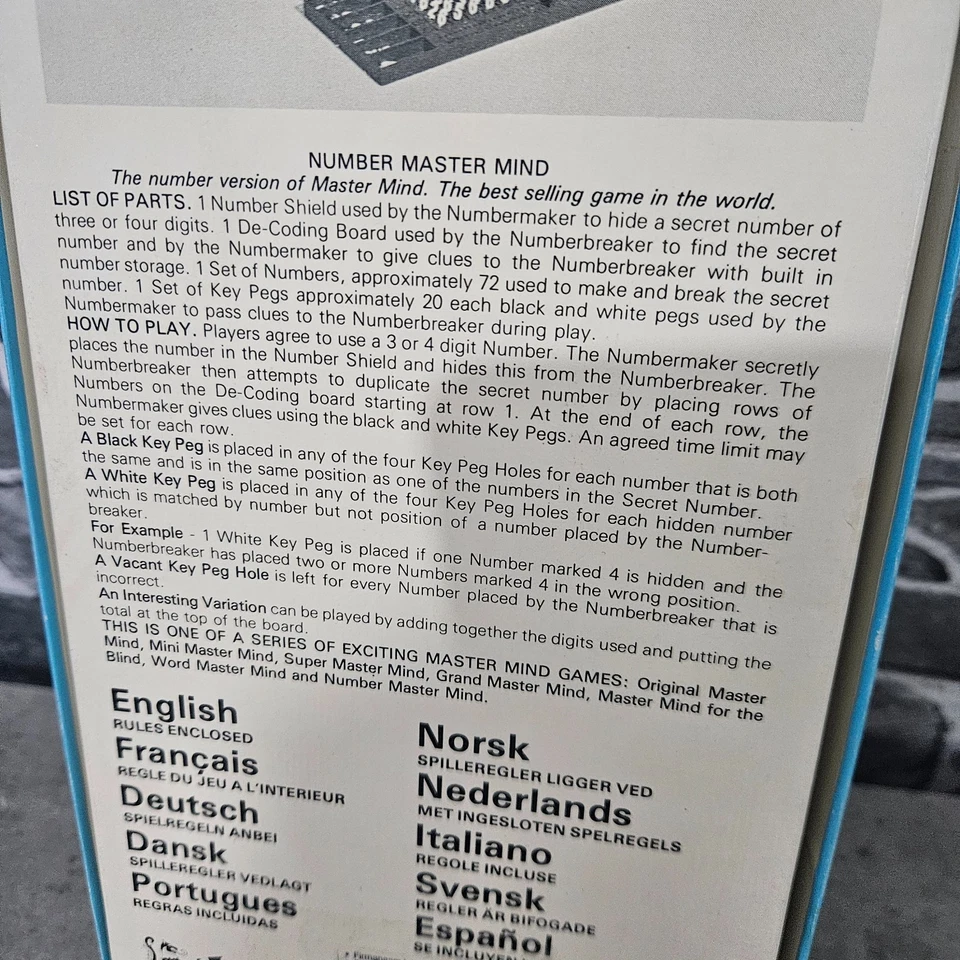 NUMBER MASTER MIND
The number version of Master Mind. The best selling game in the world.
LIST OF PARTS. 1 Number Shield used by the Numbermaker to hide a secret number of
three or four digits. 1 De-Coding Board used by the Numberbreaker to find the secret
number and by the Numbermaker to give clues to the Numberbreaker with built in
number storage. 1 Set of Numbers, approximately 72 used to make and break the secret
number. 1 Set of Key Pegs approximately 20 each black and white pegs used by the
Numbermaker to pass clues to the Numberbreaker during play.
HOW TO PLAY. Players agree to use a 3 or 4 digit Number. The Numbermaker secretly
places the number in the Number Shield and hides this from the Numberbreaker. The
Numberbreaker then attempts to duplicate the secret number by placing rows of
Numbers on the De-Coding board starting at row 1. At the end of each row, the
Numbermaker gives clues using the black and white Key Pegs. An agreed time limit may
be set for each row.
A Black Key Peg is placed in any of the four Key Peg Holes for each number that is both
the same and is in the same position as one of the numbers in the Secret Number.
A White Key Peg is placed in any of the four Key Peg Holes for each hidden number
which is matched by number but not position of a number placed by the Number-
breaker.
For Example - 1 White Key Peg is placed if one Number marked 4 is hidden and the
Numberbreaker has placed two or more Numbers marked 4 in the wrong position.
A Vacant Key Peg Hole is left for every Number placed by the Numberbreaker that is
incorrect.
An Interesting Variation can be played by adding together the digits used and putting the
total at the top of the board.
THIS IS ONE OF A SERIES OF EXCITING MASTER MIND GAMES: Original Master
Mind, Mini Master Mind, Super Master Mind, Grand Master Mind, Master Mind for the
Blind, Word Master Mind and Number Master Mind.
English
RULES ENCLOSED
Français
REGLE DU JEU A L'INTERIEUR
Deutsch
SPIELREGELN ANBEI
Dansk
SPILLEREGLER VEDLAGT
Portugues
REGRAS INCLUIDAS
Norsk
SPILLEREGLER LIGGER VED
Nederlands
MET INGESLOTEN SPELREGELS
Italiano
REGOLE INCLUSE
Svensk
REGLER ÄR BIFOGADE
Español
SE INCLUYEN